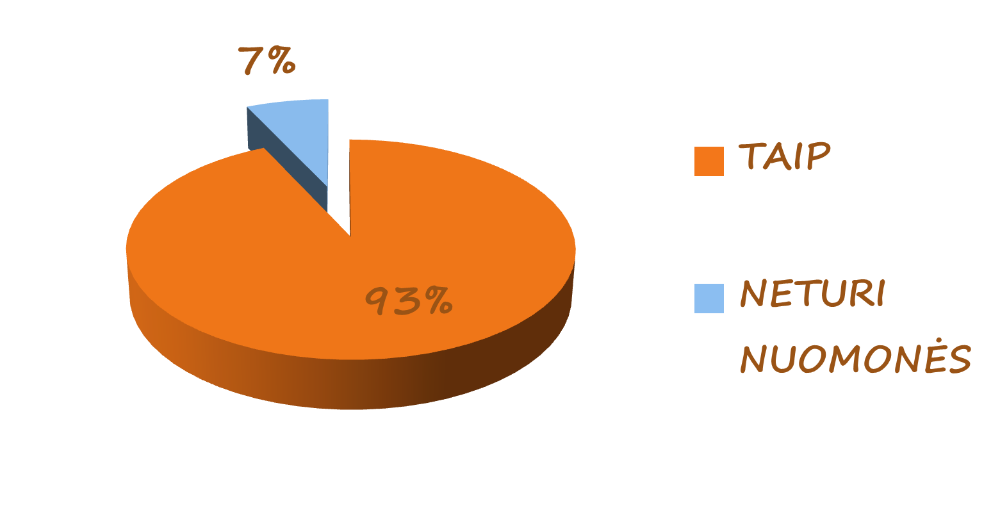 7%
93%
TAIP
NETURI
NUOMONĖS